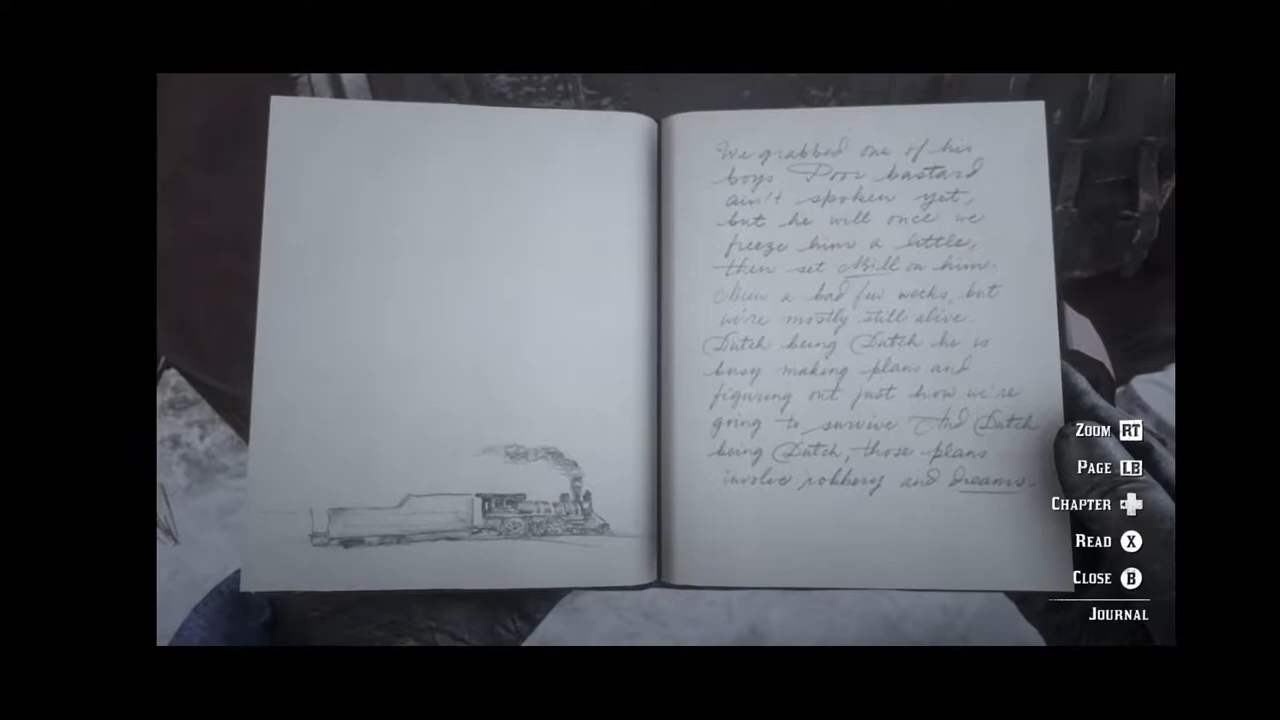 We grabbed one of his
boys Poor bastard
ain't spoken yet,
but he will once we
freeze him a little,
then set Bill on him.
Been a bad few weeks, but
we're mostly still alive.
Dutch being Dutch he is
busy making plans and
figuring out just how we're
going to survive And Dutch
being Dutch, those plans
involve robbery and dreams.
ZOOM RT
PAGE LB
CHAPTER
READ X
CLOSE B
JOURNAL